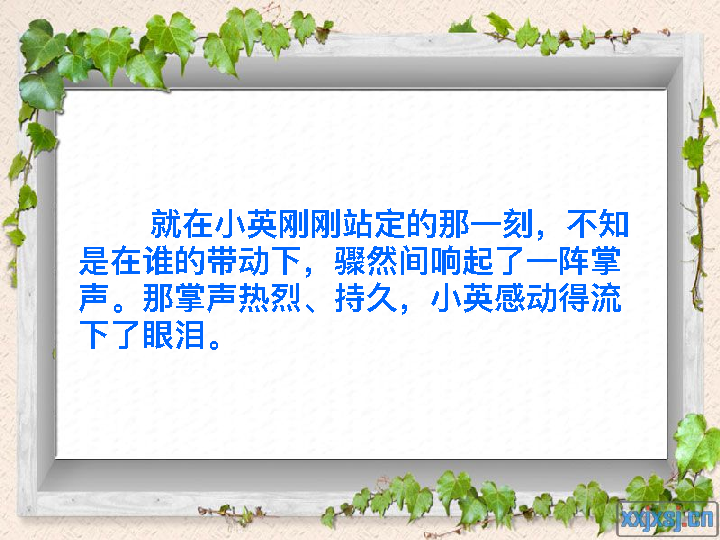 就在小英刚刚站定的那一刻，不知
是在谁的带动下，骤然间响起了一阵掌
声。那掌声热烈、持久，小英感动得流
下了眼泪。
xxjxsj.cn